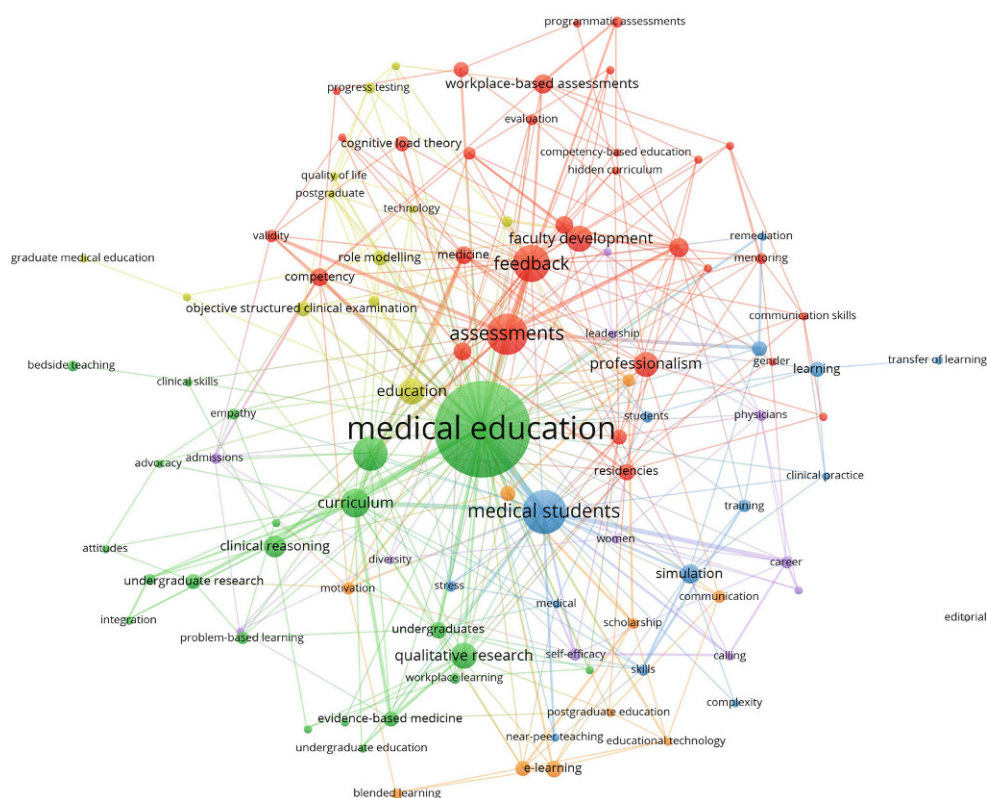 programmatic assessments
workplace-based assessments
progress testing
evaluation
cognitive load theory
competency-based education
hidden curriculum
quality of life
postgraduate
technology
validity
faculty development
remediation
graduate medical education
role modelling
medicine
feedback
mentoring
competency
objective structured clinical examination
communication skills
assessments
leadership
bedside teaching
professionalism
gender
learning
transfer of learning
clinical skills
education
empathy
students
physicians
medical education
advocacy
admissions
residencies
clinical practice
curriculum
medical students
training
attitudes
clinical reasoning
women
diversity
career
undergraduate research
motivation
stress
simulation
communication
medical
integration
scholarship
editorial
problem-based learning
undergraduates
qualitative research
self-efficacy
calling
workplace learning
skills
complexity
evidence-based medicine
postgraduate education
near-peer teaching
educational technology
undergraduate education
e-learning
blended learning